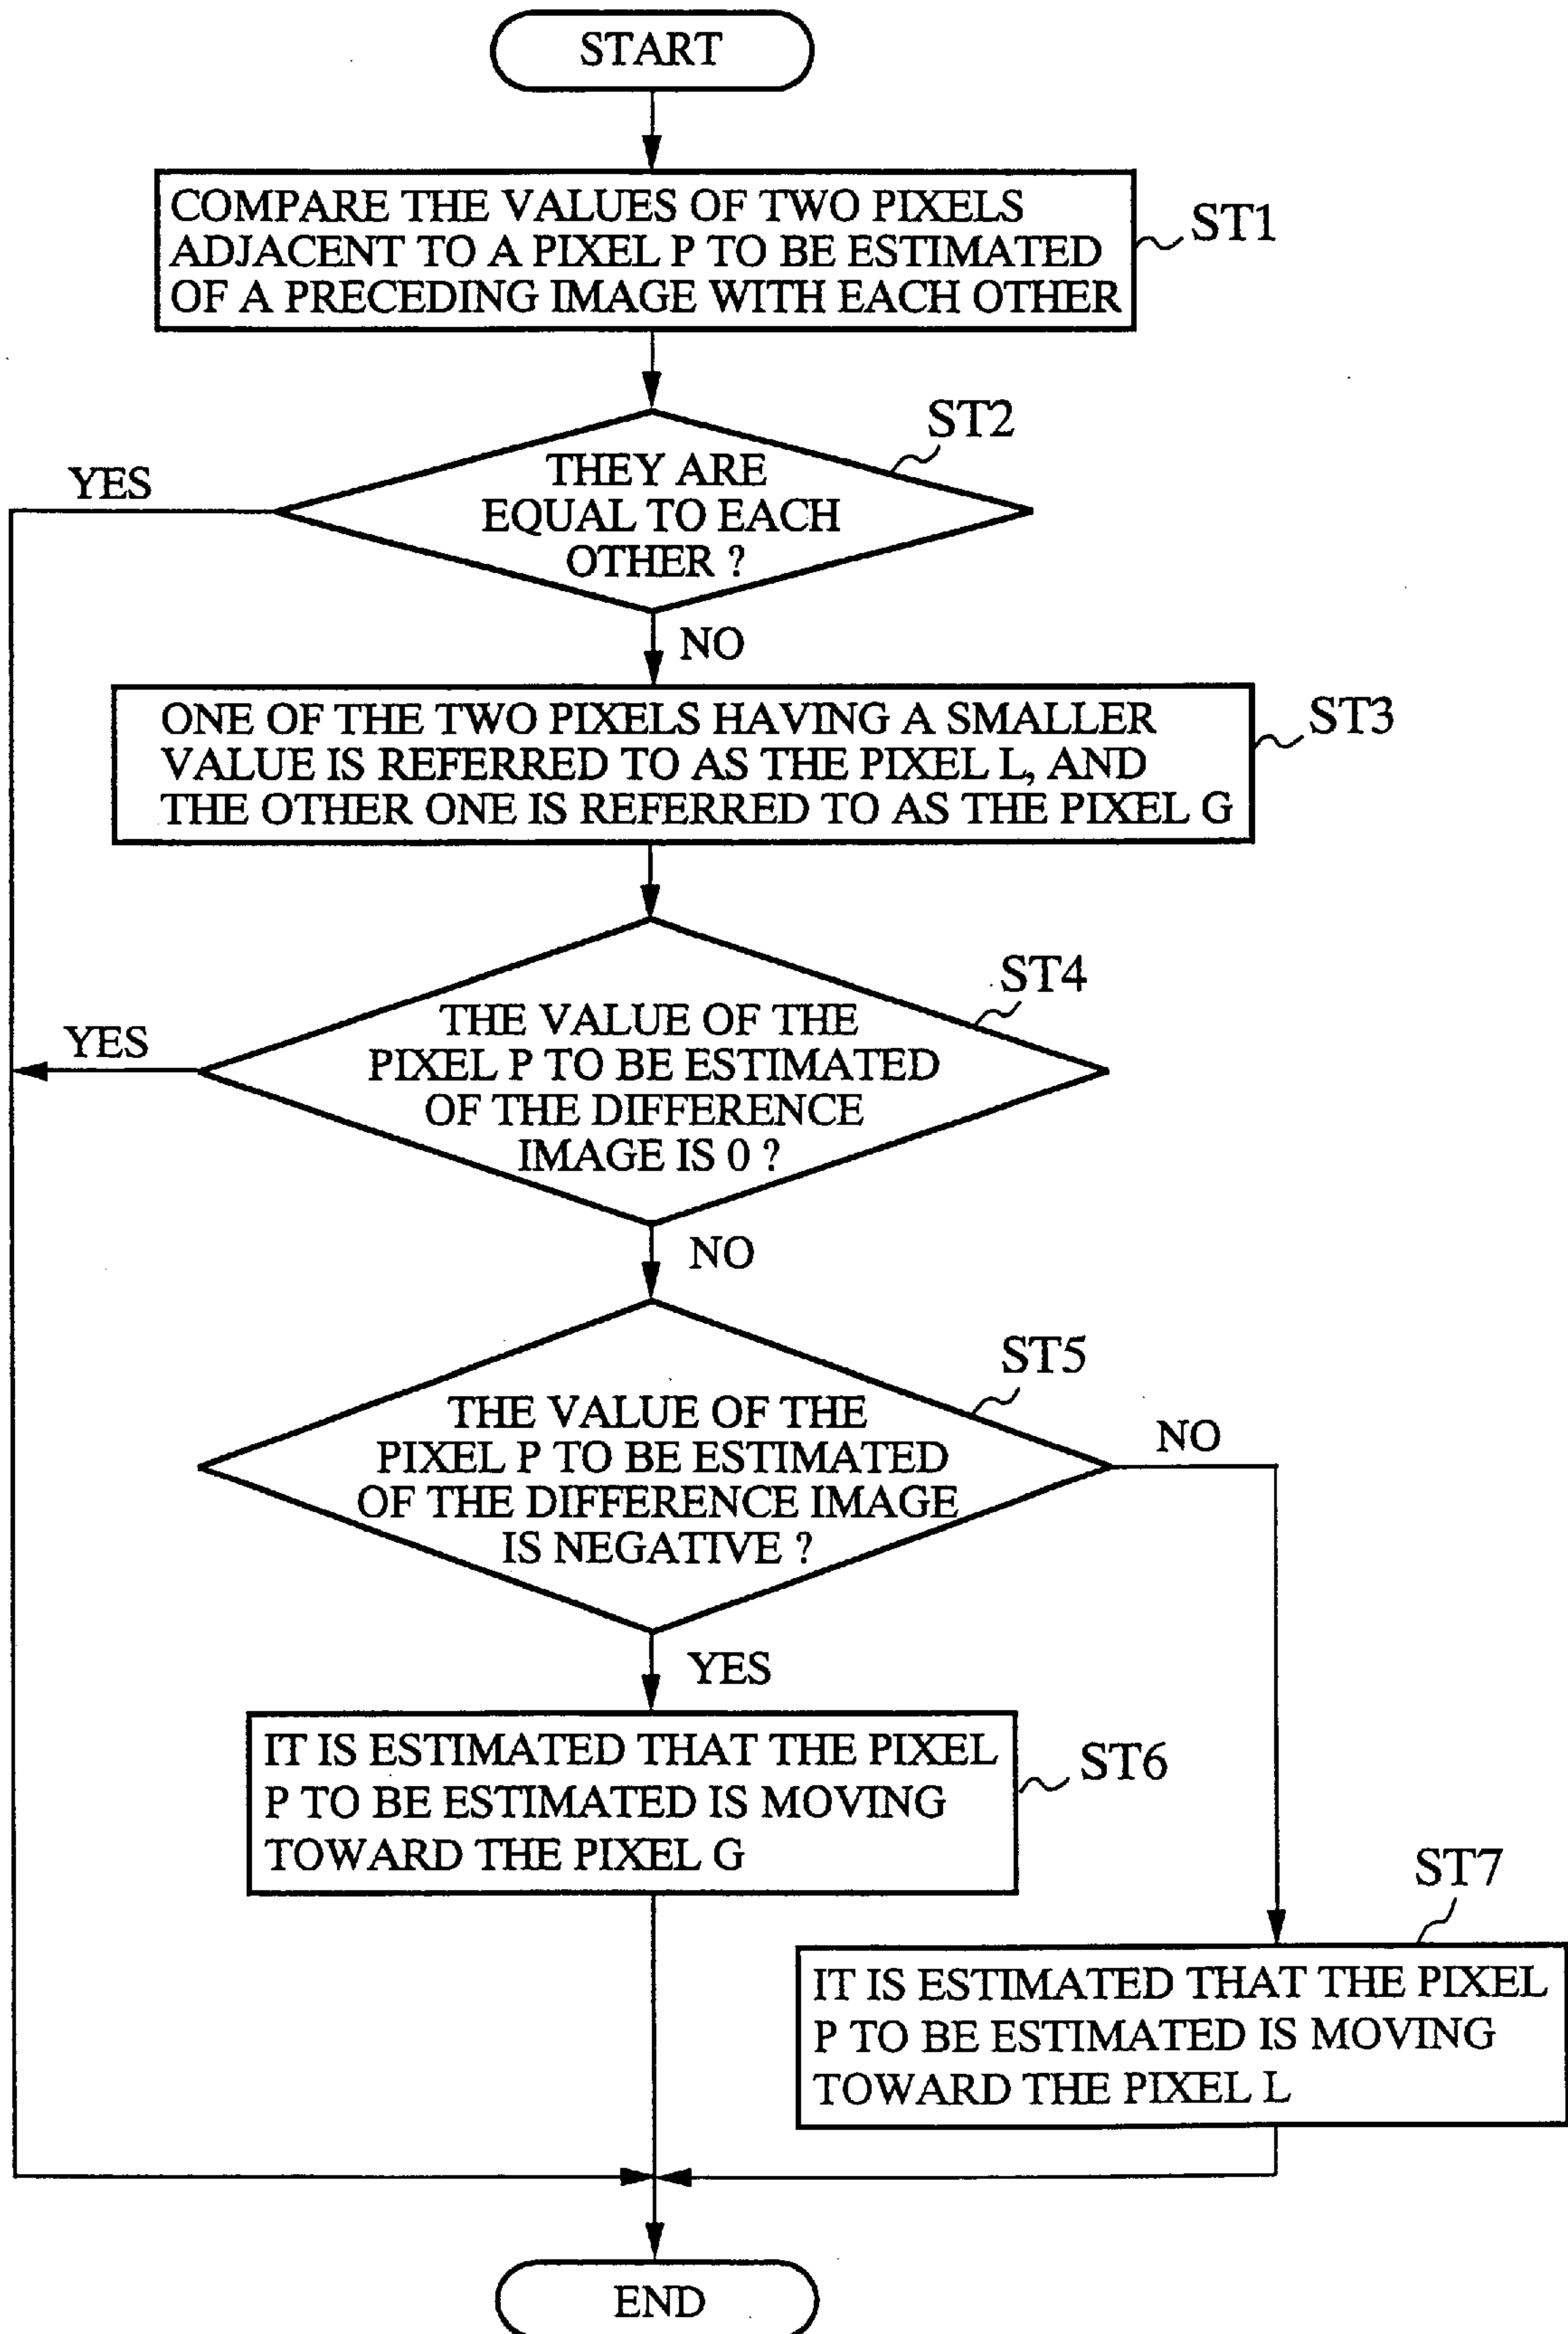 START
COMPARE THE VALUES OF TWO PIXELS
ADJACENT TO A PIXEL P TO BE ESTIMATED
OF A PRECEDING IMAGE WITH EACH OTHER
ST1
ST2
THEY ARE
EQUAL TO EACH
OTHER ?
YES
NO
ONE OF THE TWO PIXELS HAVING A SMALLER
VALUE IS REFERRED TO AS THE PIXEL L, AND
THE OTHER ONE IS REFERRED TO AS THE PIXEL G
ST3
ST4
THE VALUE OF THE
PIXEL P TO BE ESTIMATED
OF THE DIFFERENCE
IMAGE IS 0 ?
YES
NO
ST5
THE VALUE OF THE
PIXEL P TO BE ESTIMATED
OF THE DIFFERENCE IMAGE
IS NEGATIVE ?
NO
YES
IT IS ESTIMATED THAT THE PIXEL
P TO BE ESTIMATED IS MOVING
TOWARD THE PIXEL G
ST6
ST7
IT IS ESTIMATED THAT THE PIXEL
P TO BE ESTIMATED IS MOVING
TOWARD THE PIXEL L
END